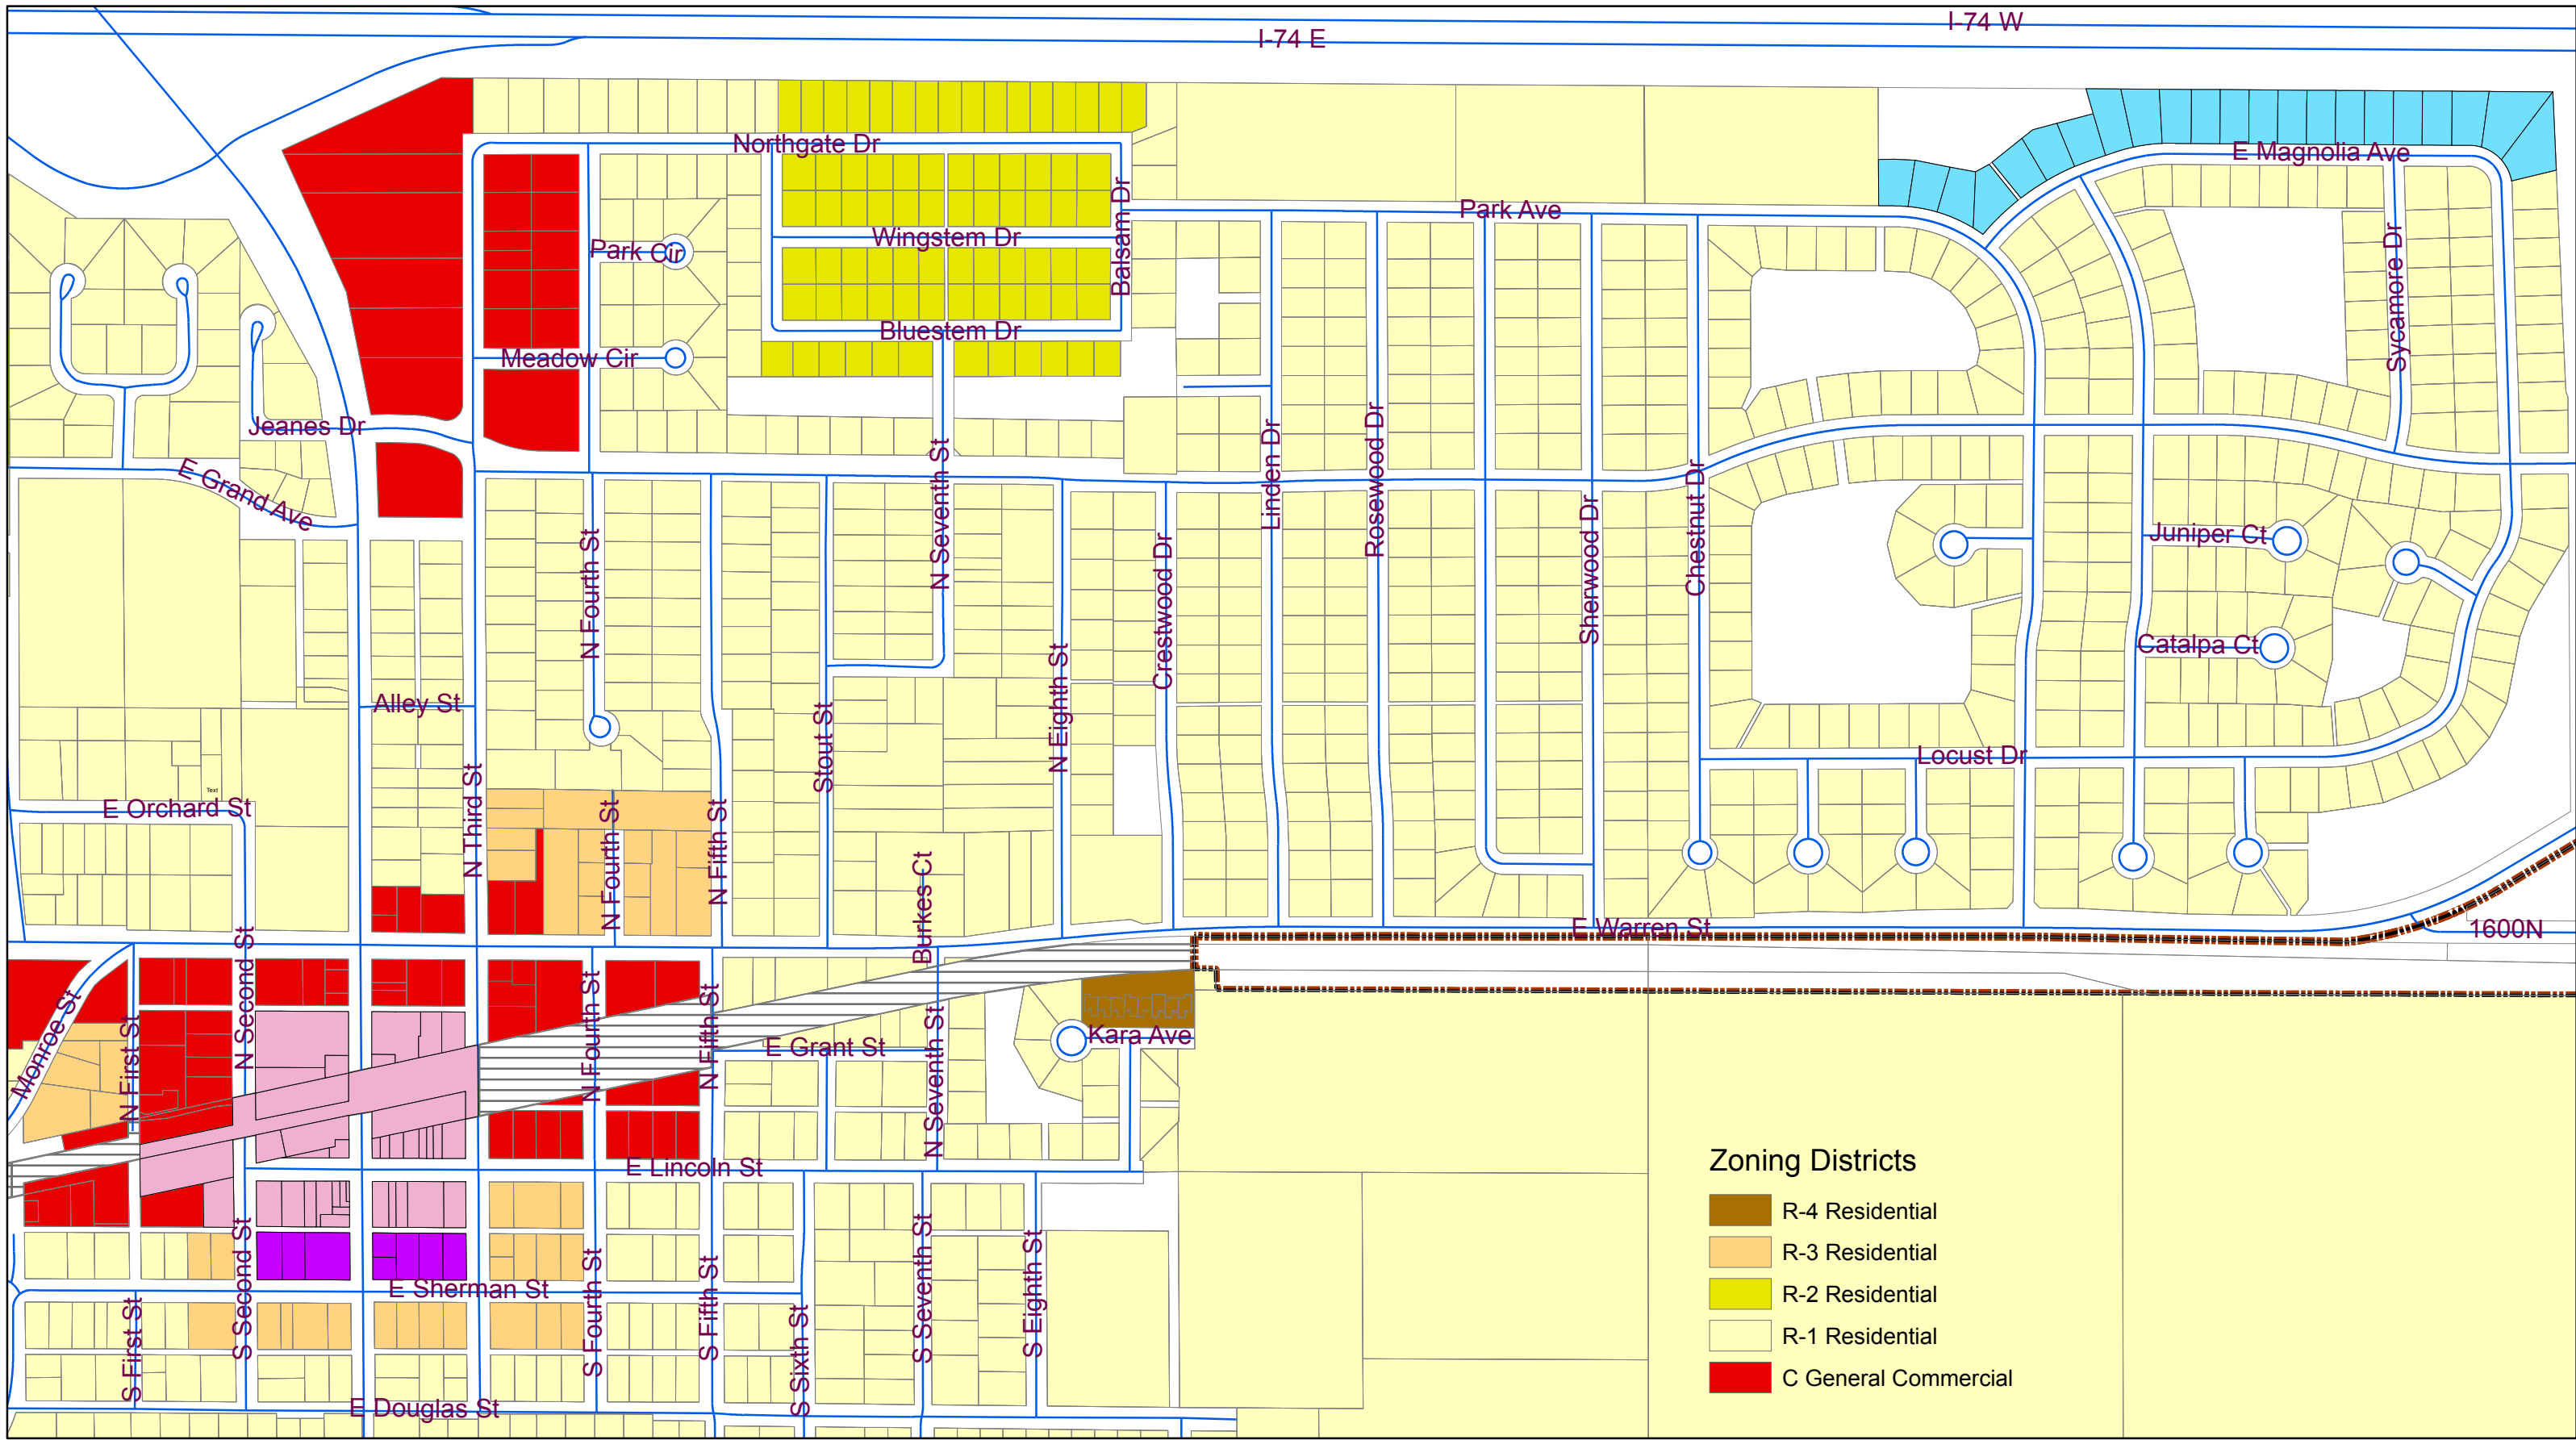 I-74 W
I-74 E
Northgate Dr
E Magnolia Ave
Park Ave
Balsam Dr
Wingstem Dr
Park Cir
Sycamore Dr
Bluestem Dr
Meadow Cir
Jeanes Dr
Linden Dr
Rosewood Dr
E Grand Ave
N Seventh St
Chestnut Dr
Sherwood Dr
N Fourth St
Juniper Ct
Crestwood Dr
Catalpa Ct
N Eighth St
Alley St
Stout St
Locust Dr
Text
E Orchard St
N Third St
N Fourth St
N Fifth St
Burkes Ct
E Warren St
1600N
N Second St
Monroe St
N First St
N Fourth St
N Fifth St
N Seventh St
Kara Ave
E Grant St
E Lincoln St
Zoning Districts
R-4 Residential
R-3 Residential
R-2 Residential
R-1 Residential
C General Commercial
S Second St
S Seventh St
S Eighth St
E Sherman St
S First St
S Fourth St
S Fifth St
S Sixth St
E Douglas St